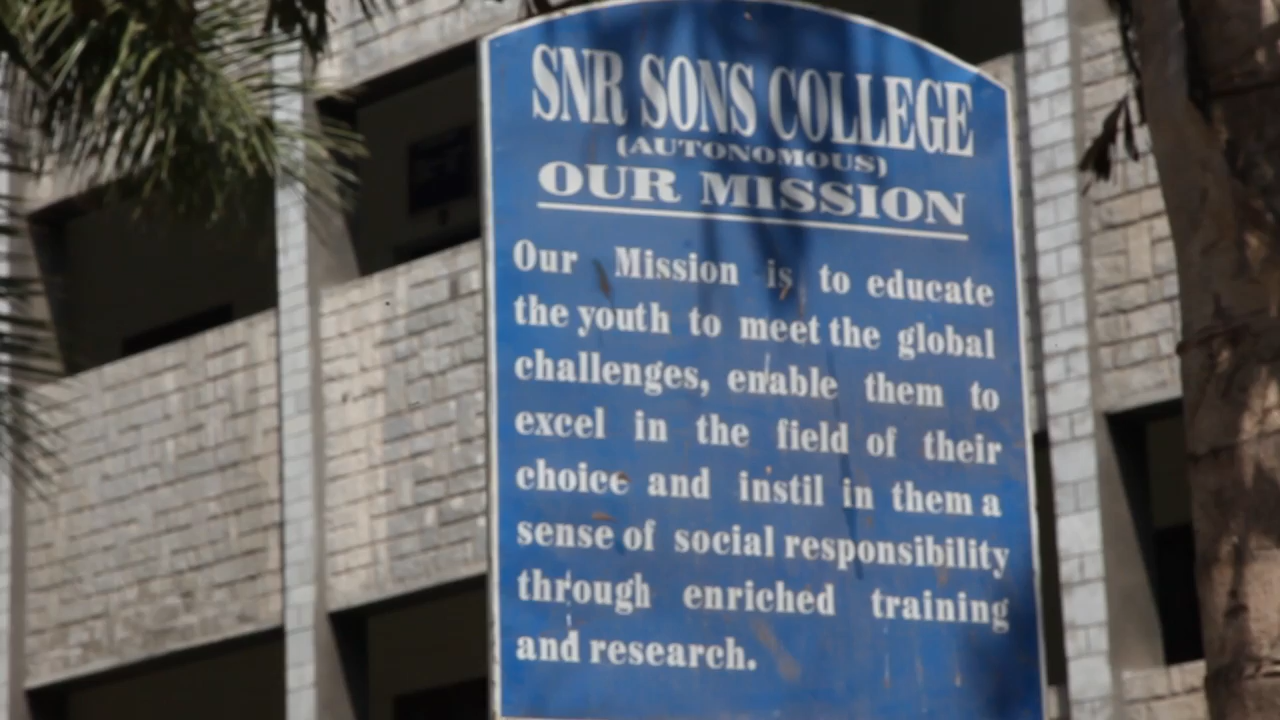 SNR SONS COLLEGE
(AUTONOMOUS)
OUR MISSION
Our Mission is to educate
the youth to meet the global
challenges, enable them to
excel in the field of their
choice and instil in them a
sense of social responsibility
through enriched training
and research.